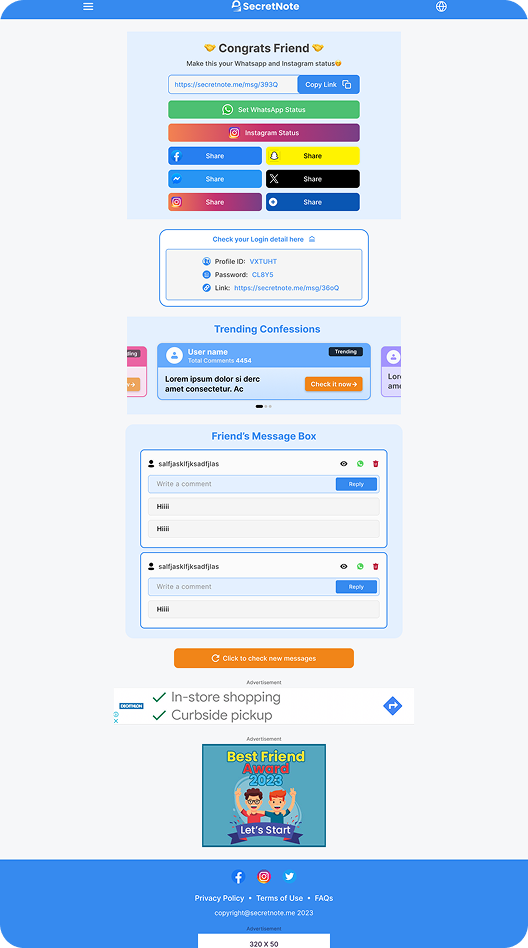 SecretNote
Congrats Friend
Make this your Whatsapp and Instagram status
https://secretnote.me/msg/393Q
Copy Link
Set WhatsApp Status
Instagram Status
Share
Share
Share
Share
Share
Share
Check your Login detail here
Profile ID: VXTUHT
Password: CL8Y5
Link: https://secretnote.me/msg/36oQ
Trending Confessions
User name
Total Comments 4454
Trending
Lorem ipsum dolor si derc
amet consectetur. Ac
Check it now→
Friend's Message Box
salfjasklfjksadfjlas
Write a comment
Reply
Hiiii
Hiiii
salfjasklfjksadfjlas
Write a comment
Reply
Hiiii
Click to check new messages
Advertisement
DECATHLON
In-store shopping
Curbside pickup
Advertisement
Best Friend
Award
2023
Let's Start
Privacy Policy • Terms of Use • FAQs
copyright@secretnote.me 2023
Advertisement
320 X 50